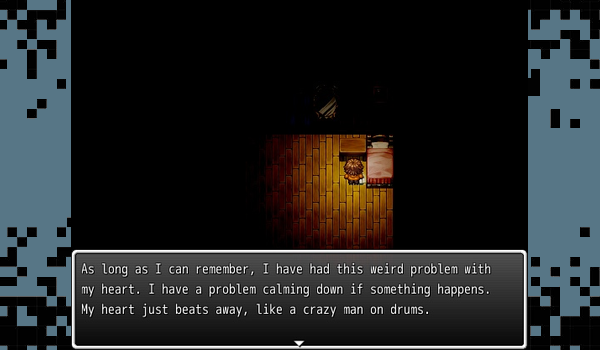 As long as I can remember, I have had this weird problem with
my heart. I have a problem calming down if something happens.
My heart just beats away, like a crazy man on drums.